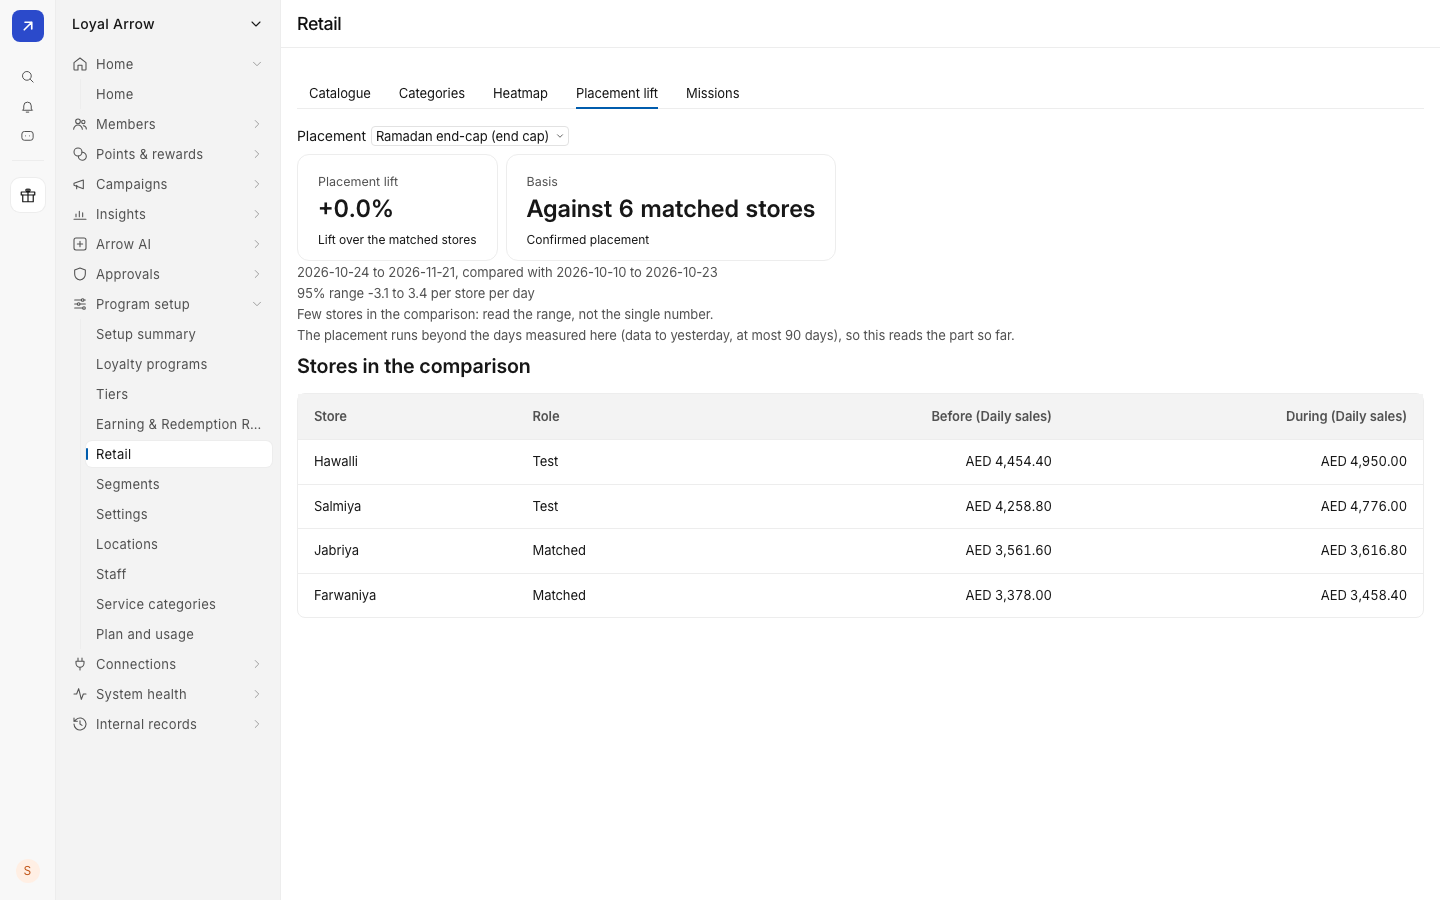 Loyal Arrow
Home
Home
Members
Points & rewards
Campaigns
Insights
Arrow AI
Approvals
Program setup
Setup summary
Loyalty programs
Tiers
Earning & Redemption R...
Retail
Segments
Settings
Locations
Staff
Service categories
Plan and usage
Connections
System health
Internal records
S
Retail
Catalogue Categories Heatmap Placement lift Missions
Placement Ramadan end-cap (end cap)
Placement lift
+0.0%
Lift over the matched stores
Basis
Against 6 matched stores
Confirmed placement
2026-10-24 to 2026-11-21, compared with 2026-10-10 to 2026-10-23
95% range -3.1 to 3.4 per store per day
Few stores in the comparison: read the range, not the single number.
The placement runs beyond the days measured here (data to yesterday, at most 90 days), so this reads the part so far.
Stores in the comparison
Store Role Before (Daily sales) During (Daily sales)
Hawalli Test AED 4,454.40 AED 4,950.00
Salmiya Test AED 4,258.80 AED 4,776.00
Jabriya Matched AED 3,561.60 AED 3,616.80
Farwaniya Matched AED 3,378.00 AED 3,458.40